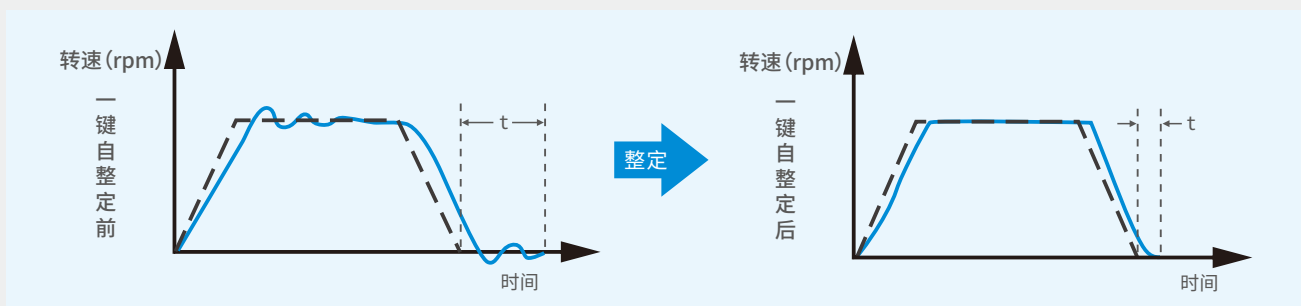 转速(rpm)
一键自整定前
t
时间
整定
转速(rpm)
一键自整定后
t
时间